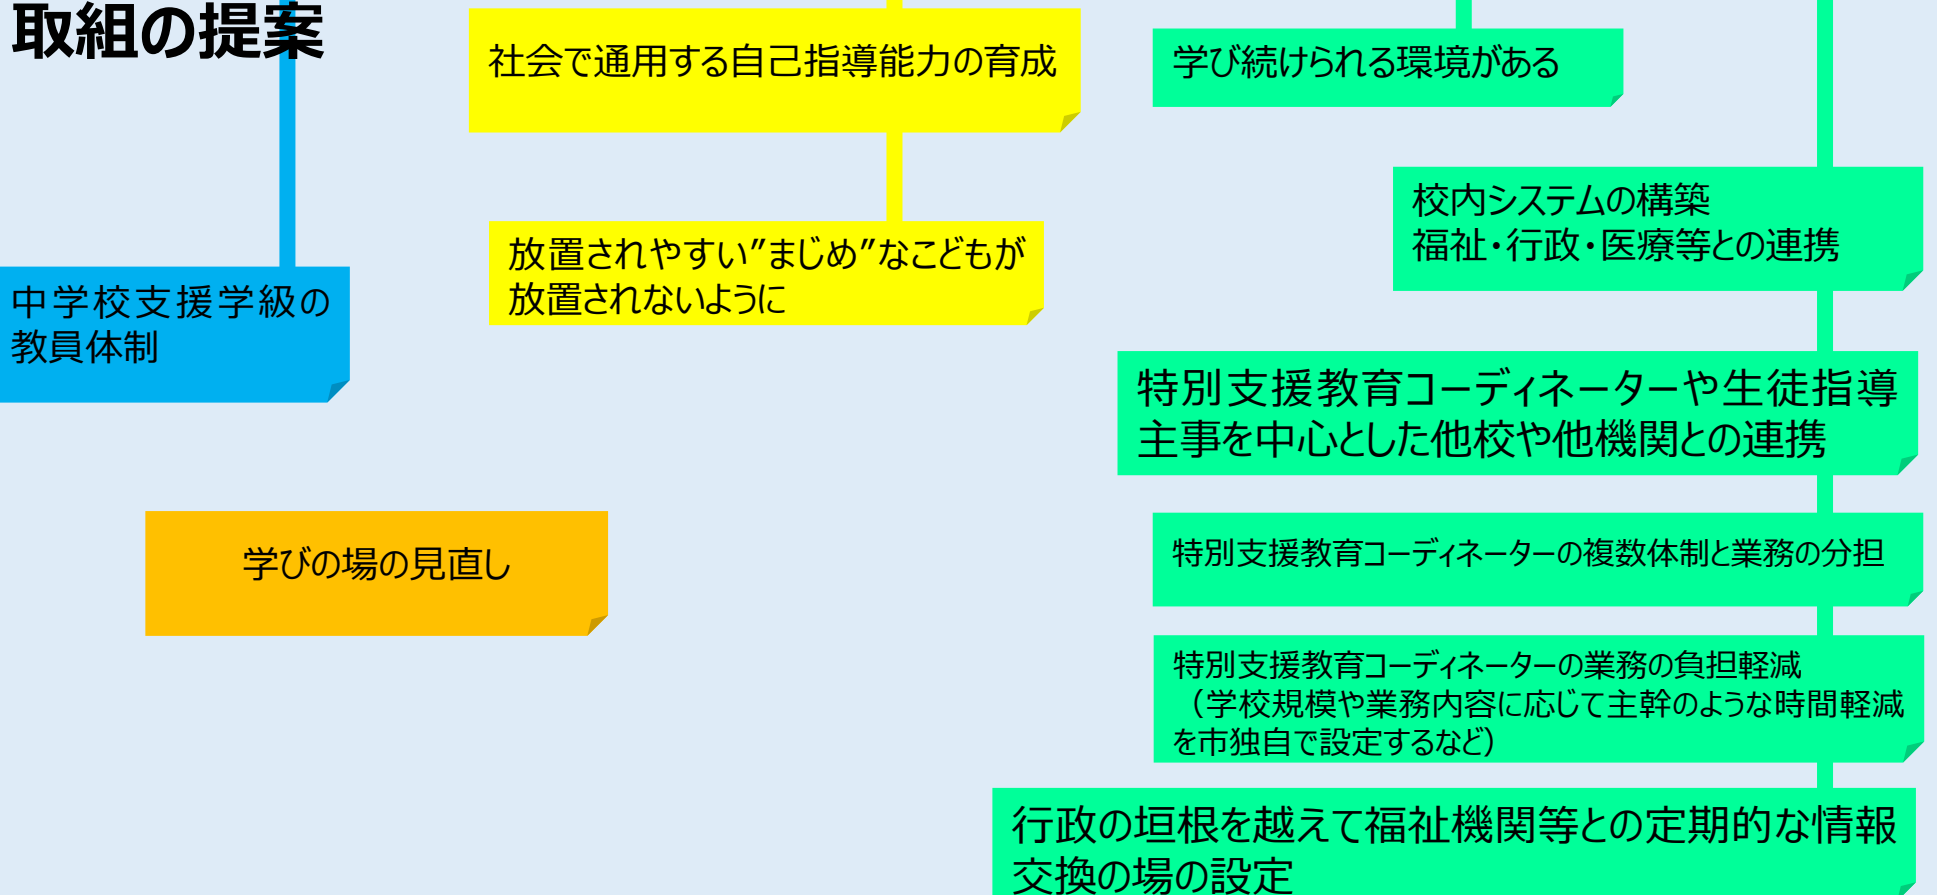 取組の提案
社会で通用する自己指導能力の育成
学び続けられる環境がある
校内システムの構築
福祉・行政・医療等との連携
放置されやすい”まじめ”なこどもが
放置されないように
中学校支援学級の
教員体制
特別支援教育コーディネーターや生徒指導
主事を中心とした他校や他機関との連携
学びの場の見直し
特別支援教育コーディネーターの複数体制と業務の分担
特別支援教育コーディネーターの業務の負担軽減
（学校規模や業務内容に応じて主幹のような時間軽減
を市独自で設定するなど）
行政の垣根を越えて福祉機関等との定期的な情報
交換の場の設定